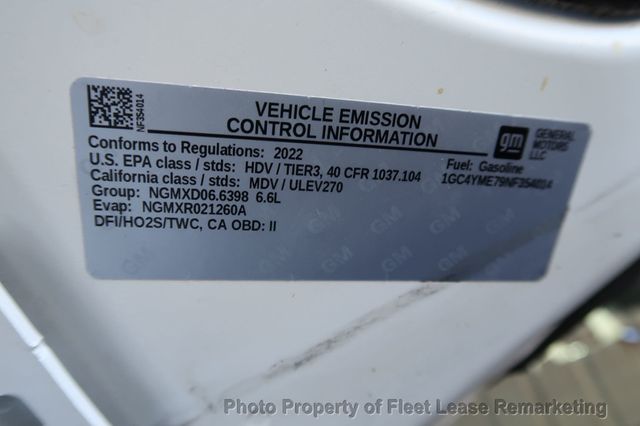 NF354014
VEHICLE EMISSION
CONTROL INFORMATION
gm GENERAL
MOTORS
LLC
Conforms to Regulations: 2022
U.S. EPA class / stds: HDV / TIER3, 40 CFR 1037.104
California class / stds: MDV / ULEV270
Group: NGMXD06.6398 6.6L
Evap: NGMXR021260A
DFI/HO2S/TWC, CA OBD: II
Fuel: Gasoline
1GC4YME79NF354014
Photo Property of Fleet Lease Remarketing